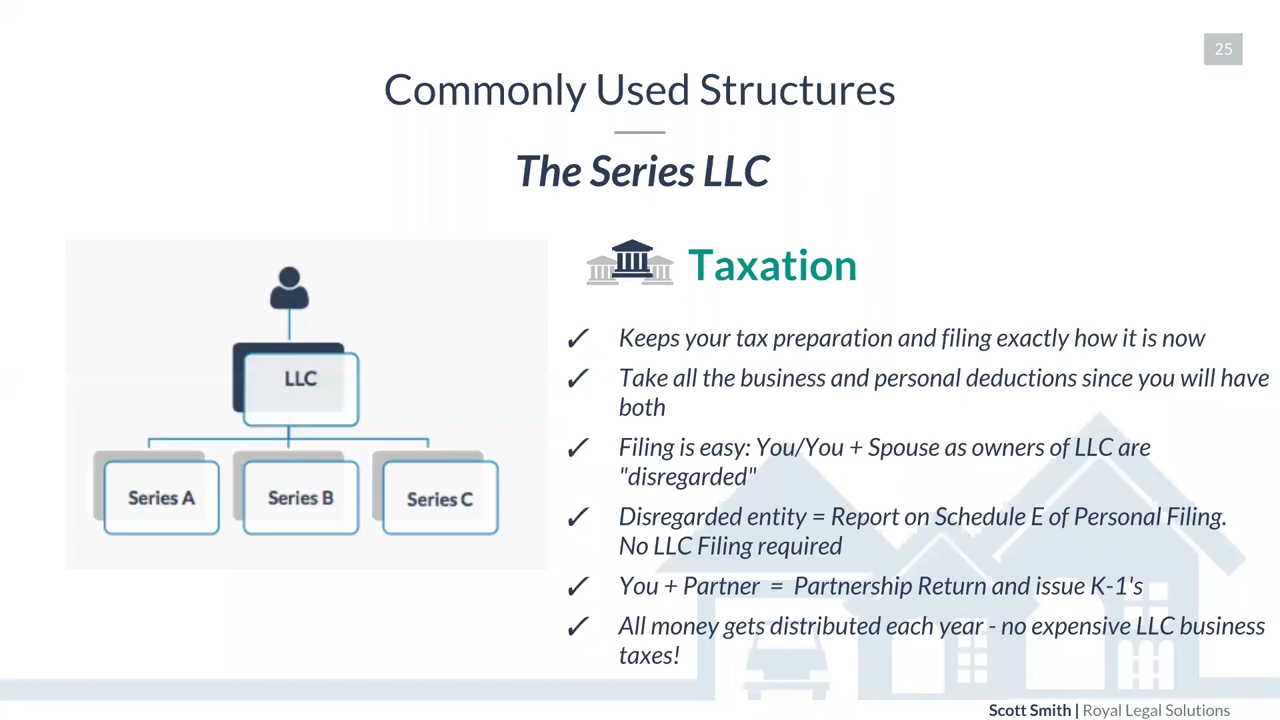 25
Commonly Used Structures
The Series LLC
LLC
Series A
Series B
Series C
Taxation
✓ Keeps your tax preparation and filing exactly how it is now
✓ Take all the business and personal deductions since you will have
both
✓ Filing is easy: You/You + Spouse as owners of LLC are
"disregarded"
✓ Disregarded entity = Report on Schedule E of Personal Filing.
No LLC Filing required
✓ You + Partner = Partnership Return and issue K-1's
✓ All money gets distributed each year - no expensive LLC business
taxes!
Scott Smith | Royal Legal Solutions